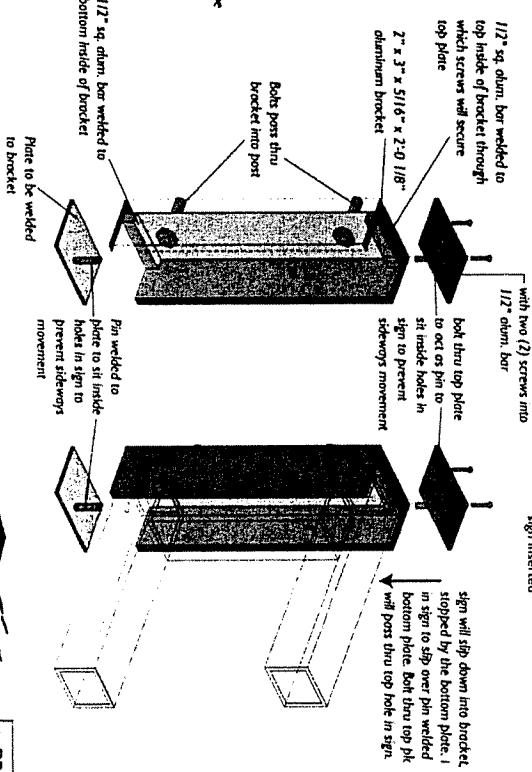 1/2" sq. alum. bar welded to
top inside of bracket through
which screws will secure
top plate
2" x 3" x 5/16" x 2'-0 1/8"
aluminum bracket
Bolts pass thru
bracket into post
1/2" sq. alum. bar welded to
bottom inside of bracket
Plate to be welded
to bracket
with two (2) screws into
1/2" alum. bar
bolt thru top plate
to act as pin to
sit inside holes in
sign to prevent
sideways movement
Pin welded to
plate to sit inside
holes in sign to
prevent sideways
movement
sign inserted
sign will slip down into bracket,
stopped by the bottom plate.
in sign to slip over pin welded
bottom plate. Bolt thru top
will pass thru top hole in sign.